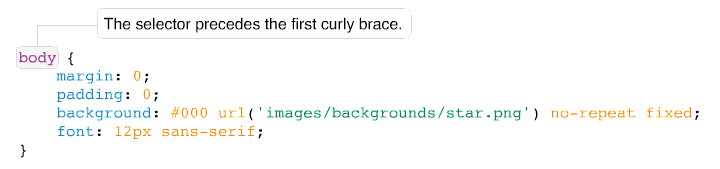 The selector precedes the first curly brace.
body {
margin: 0;
padding: 0;
background: #000 url('images/backgrounds/star.png') no-repeat fixed;
font: 12px sans-serif;
}